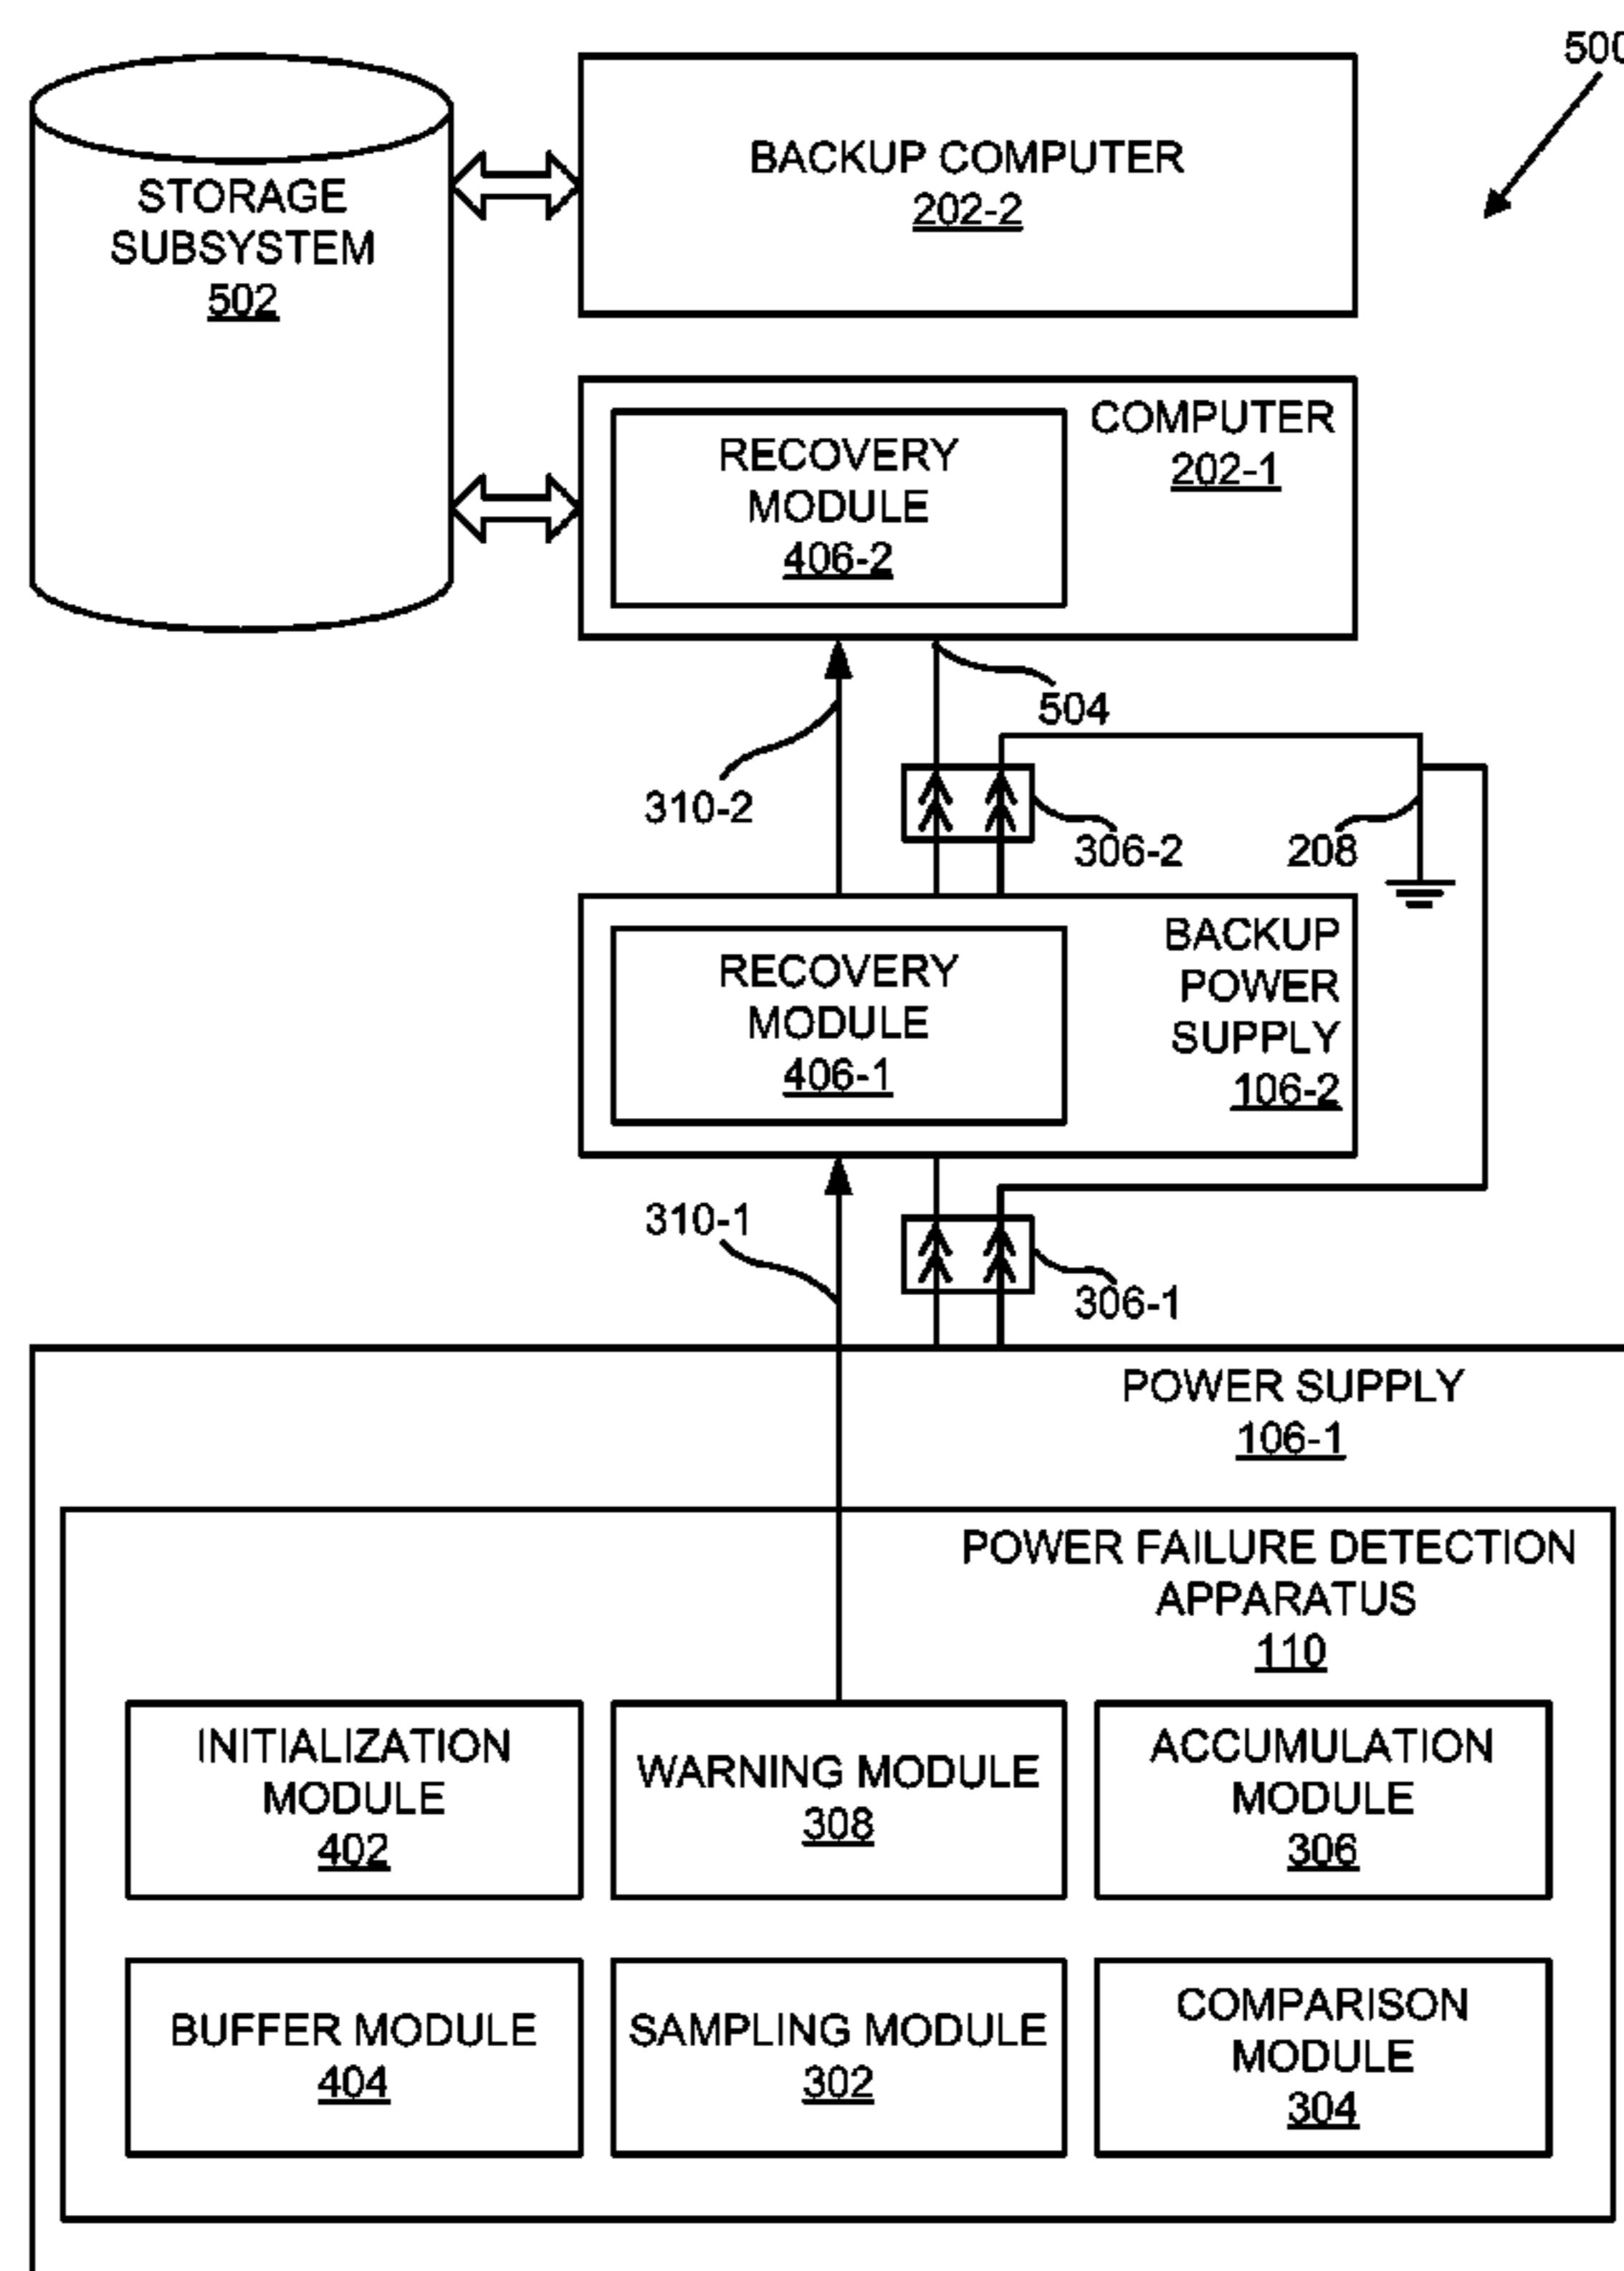 500
STORAGE
SUBSYSTEM
502
BACKUP COMPUTER
202-2
COMPUTER
202-1
RECOVERY
MODULE
406-2
504
310-2
306-2
208
BACKUP
POWER
SUPPLY
106-2
RECOVERY
MODULE
406-1
310-1
306-1
POWER SUPPLY
106-1
POWER FAILURE DETECTION
APPARATUS
110
INITIALIZATION
MODULE
402
WARNING MODULE
308
ACCUMULATION
MODULE
306
BUFFER MODULE
404
SAMPLING MODULE
302
COMPARISON
MODULE
304